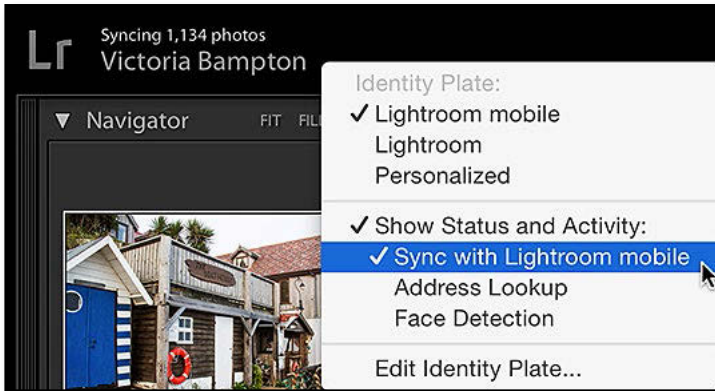 Lr
Syncing 1,134 photos
Victoria Bampton
▼ Navigator FIT FILL
Identity Plate:
✓ Lightroom mobile
Lightroom
Personalized
✓ Show Status and Activity:
✓ Sync with Lightroom mobile
Address Lookup
Face Detection
Edit Identity Plate...